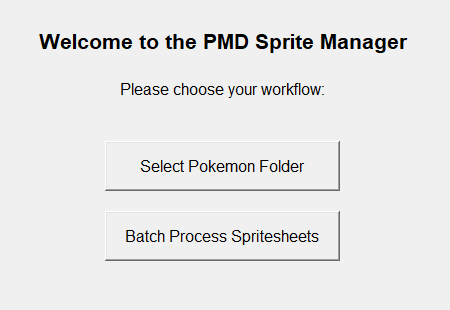 Welcome to the PMD Sprite Manager
Please choose your workflow:
Select Pokemon Folder
Batch Process Spritesheets